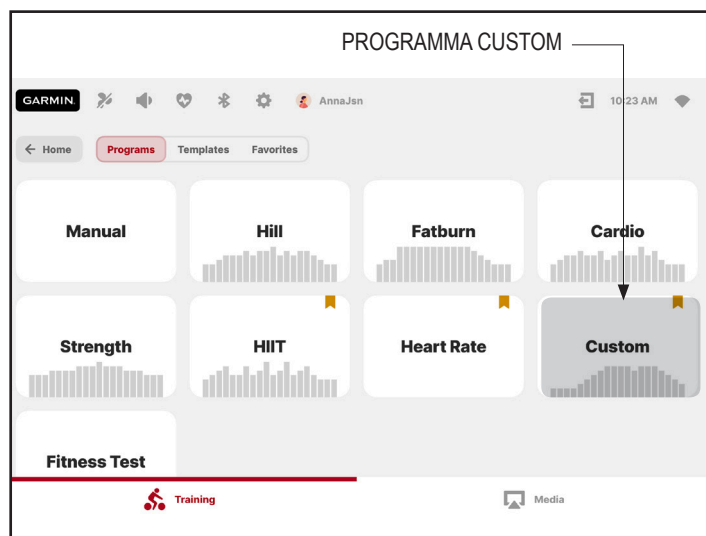 PROGRAMMA CUSTOM
GARMIN. AnnaJsn 10:23 AM
Home Programs Templates Favorites
Manual Hill Fatburn Cardio
Strength HIIT Heart Rate Custom
Fitness Test
Training Media